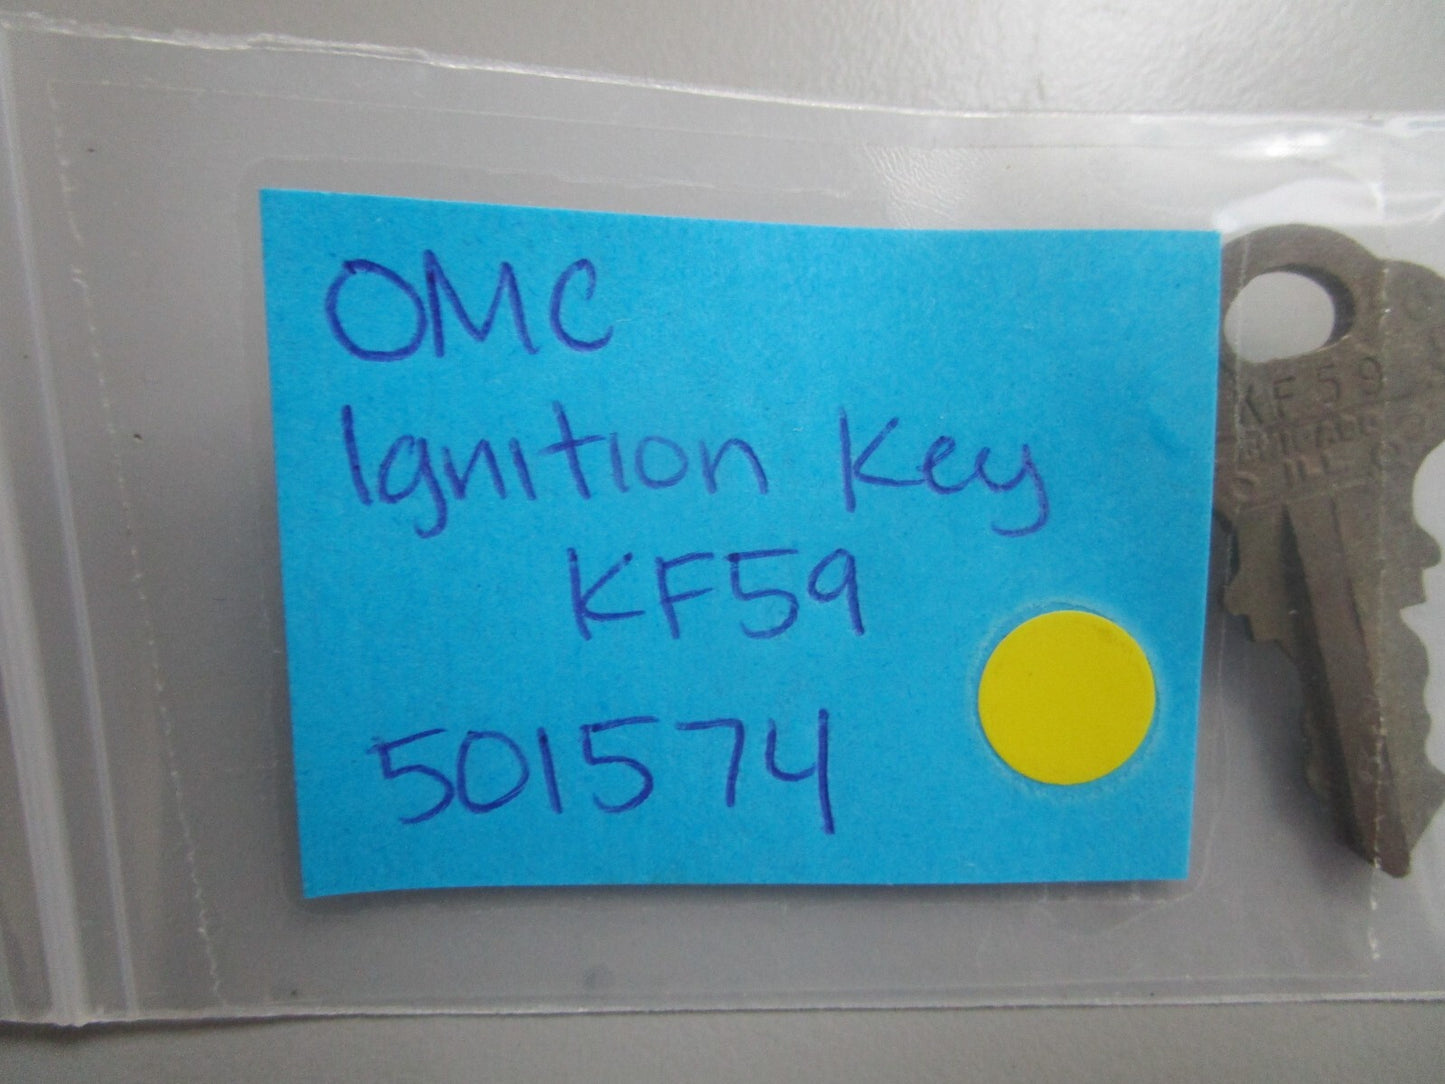 OMC
Ignition Key
KF59
501574
KF59